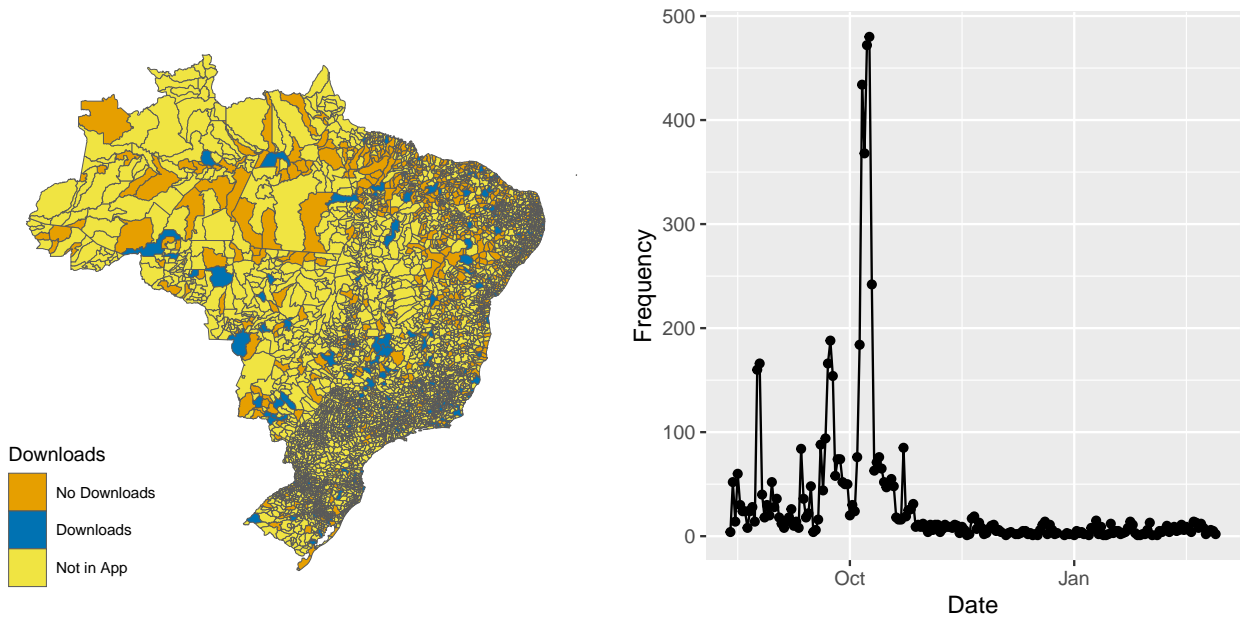 Downloads
No Downloads
Downloads
Not in App
500
400
300
200
100
0
Frequency
Oct
Jan
Date